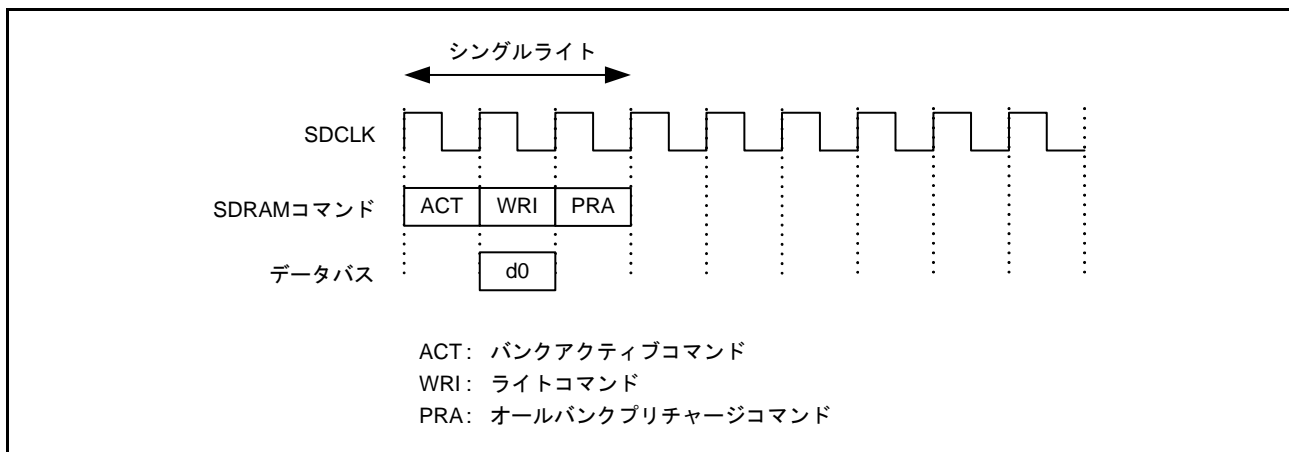 シングルライト
SDCLK
SDRAMコマンド ACT WRI PRA
データバス d0
ACT: バンクアクティブコマンド
WRI: ライトコマンド
PRA: オールバンクプリチャージコマンド